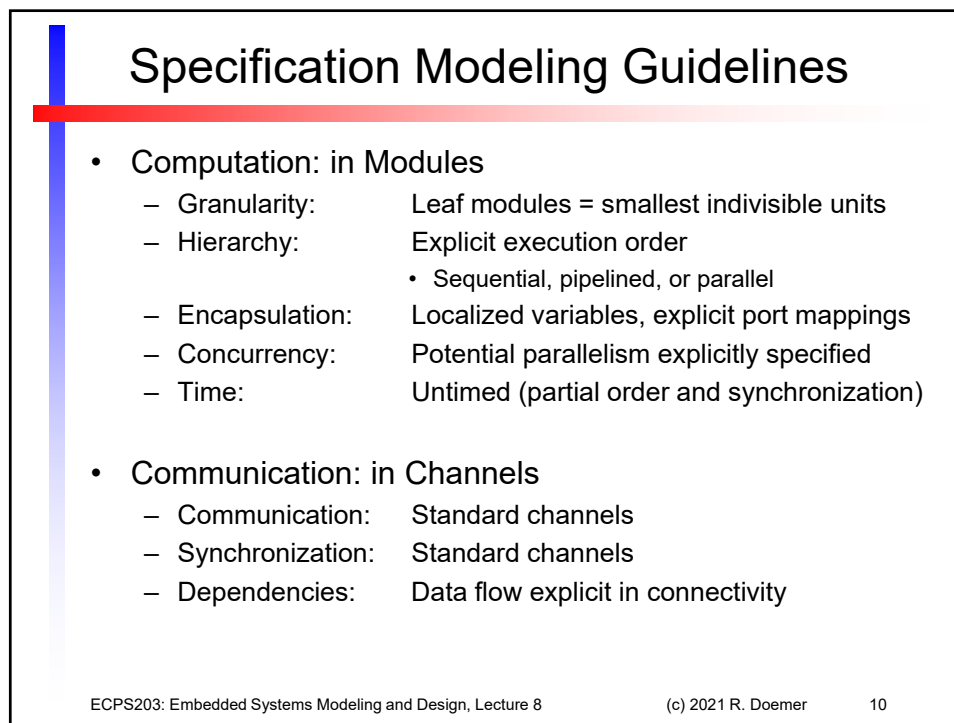 Specification Modeling Guidelines
• Computation: in Modules
– Granularity: Leaf modules = smallest indivisible units
– Hierarchy: Explicit execution order
• Sequential, pipelined, or parallel
– Encapsulation: Localized variables, explicit port mappings
– Concurrency: Potential parallelism explicitly specified
– Time: Untimed (partial order and synchronization)
• Communication: in Channels
– Communication: Standard channels
– Synchronization: Standard channels
– Dependencies: Data flow explicit in connectivity
ECPS203: Embedded Systems Modeling and Design, Lecture 8 (c) 2021 R. Doemer 10